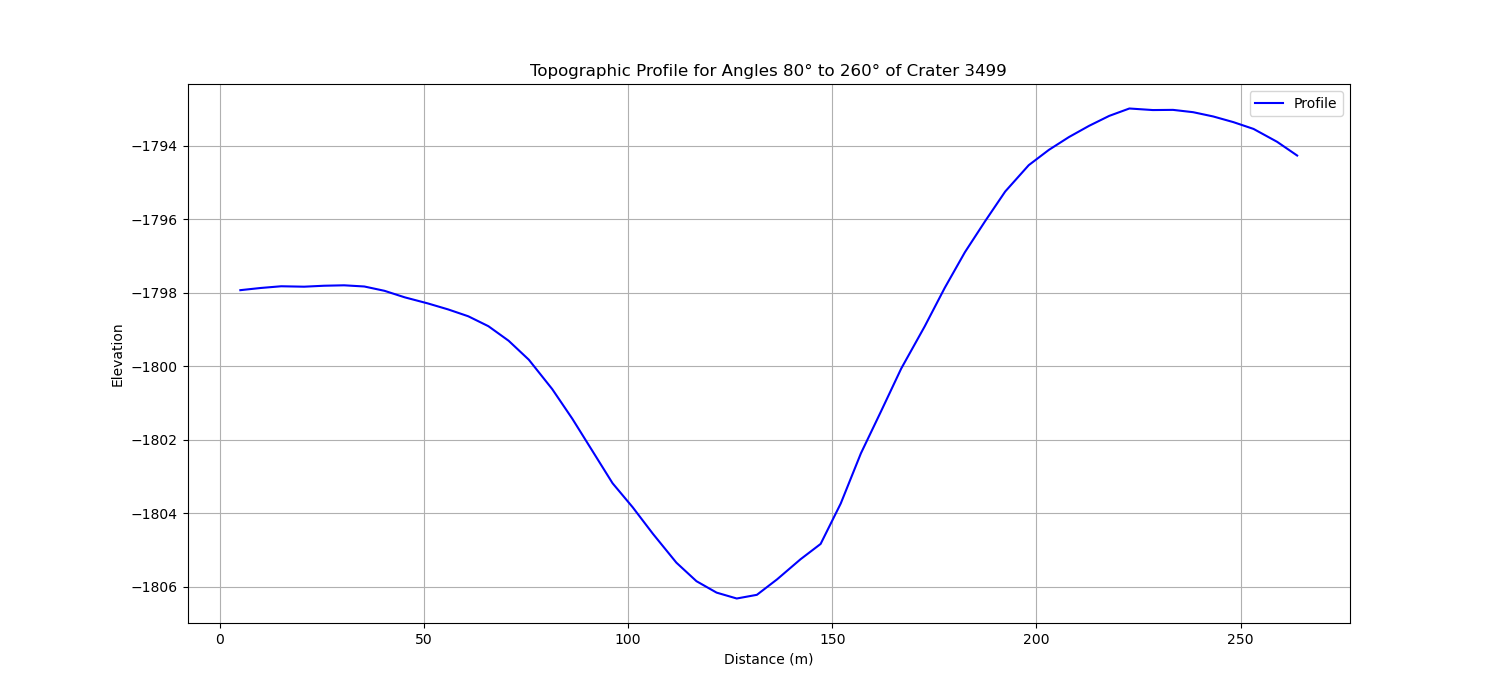 Topographic Profile for Angles 80° to 260° of Crater 3499
Profile
−1794
−1796
−1798
−1800
−1802
−1804
−1806
Elevation
0 50 100 150 200 250
Distance (m)